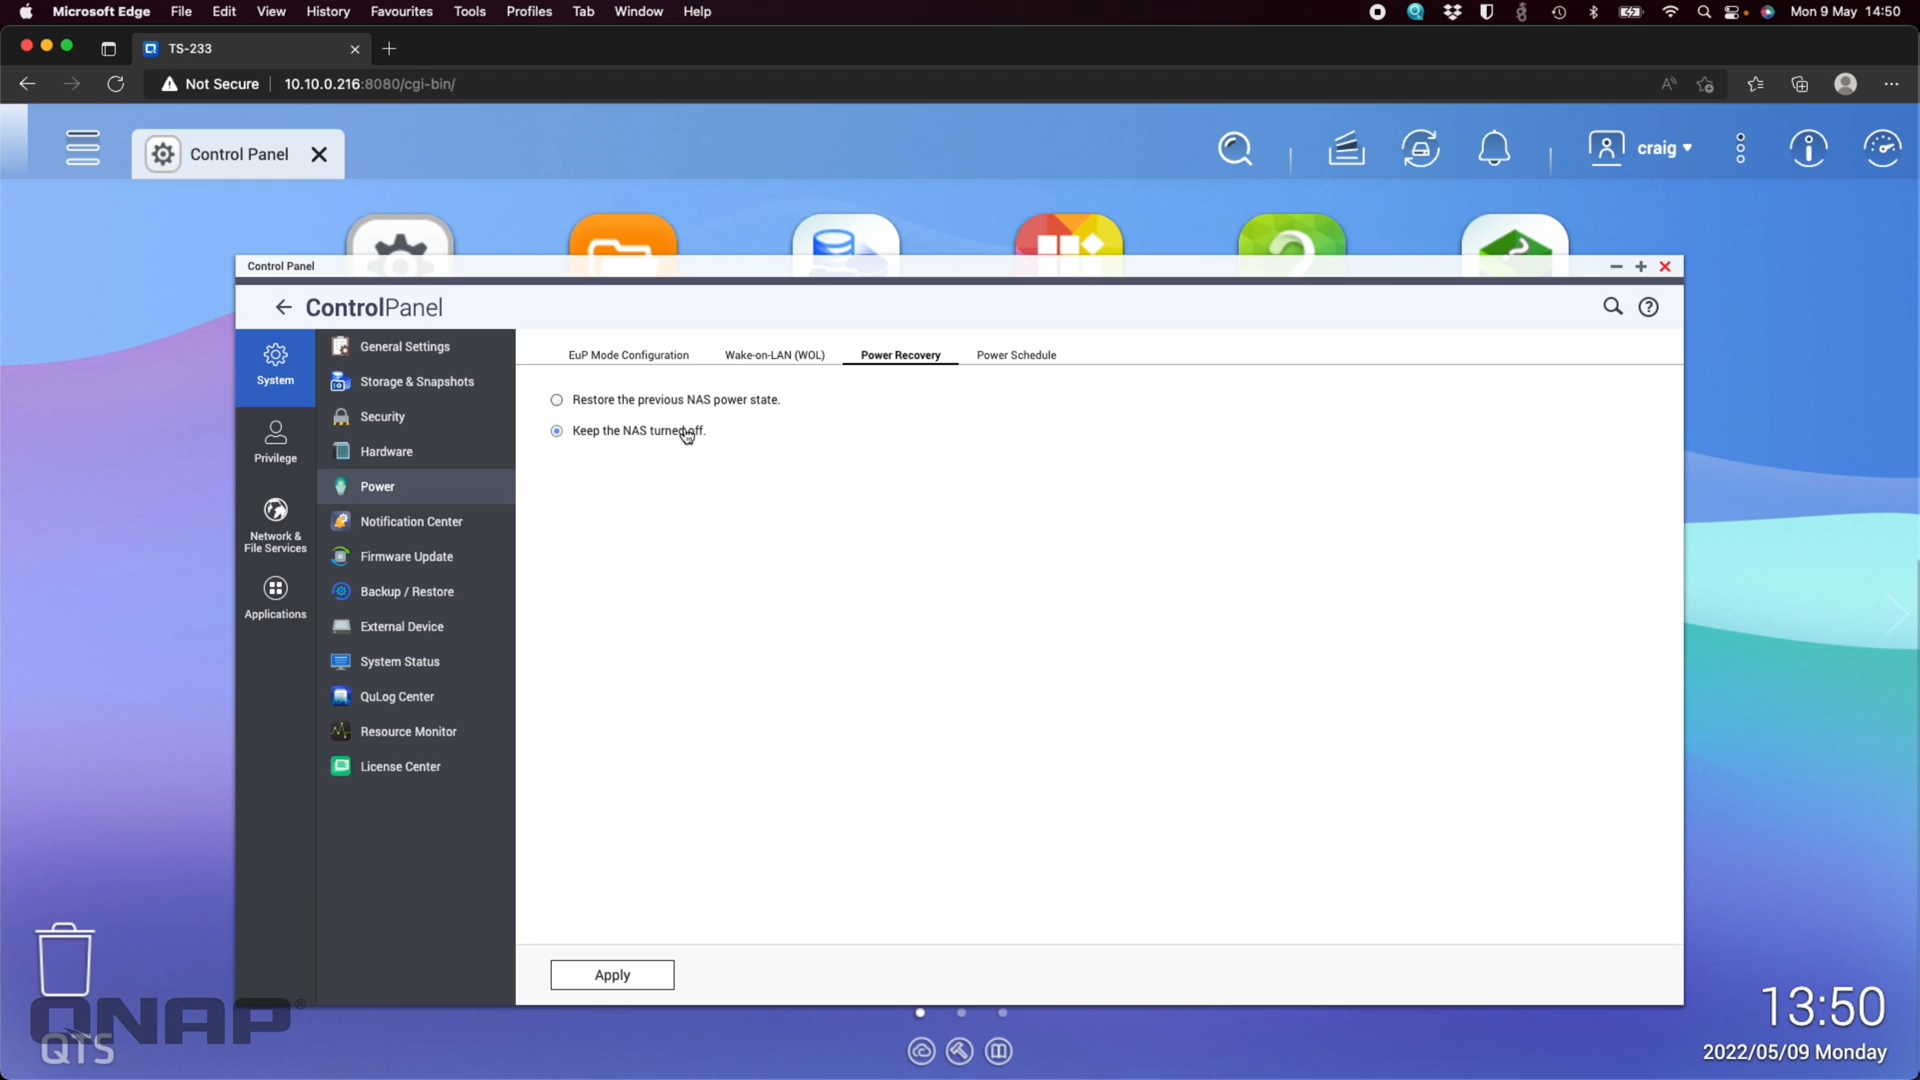 Microsoft Edge File Edit View History Favourites Tools Profiles Tab Window Help Mon 9 May 14:50
TS-233
Not Secure 10.10.0.216:8080/cgi-bin/
Control Panel craig
Control Panel
ControlPanel
System
Privilege
Network &
File Services
Applications
General Settings
Storage & Snapshots
Security
Hardware
Power
Notification Center
Firmware Update
Backup / Restore
External Device
System Status
QuLog Center
Resource Monitor
License Center
EuP Mode Configuration Wake-on-LAN (WOL) Power Recovery Power Schedule
Restore the previous NAS power state.
Keep the NAS turned off.
Apply
QNAP®
QTS
13:50
2022/05/09 Monday